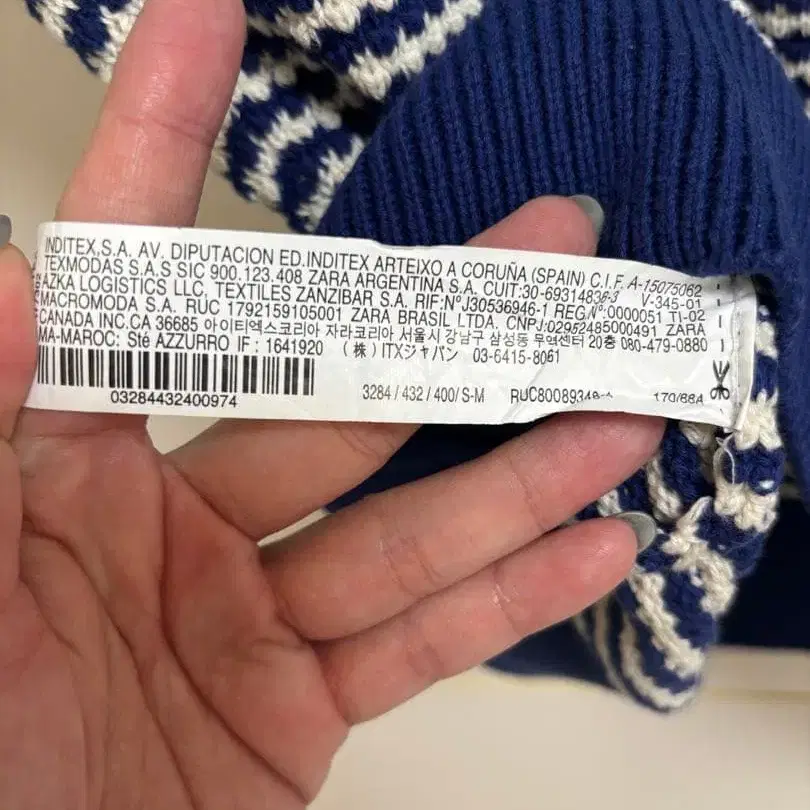 INDITEX,S.A. AV. DIPUTACION ED.INDITEX ARTEIXO A CORUÑA (SPAIN) C.I.F. A-15075062
TEXMODAS S.A.S SIC 900.123.408 ZARA ARGENTINA S.A. CUIT:30-69314836-3 V-345-01
AZKA LOGISTICS LLC, TEXTILES ZANZIBAR S.A. RIF:N°J30536946-1 REG.N°:0000051 TI-02
MACROMODA S.A. RUC 1792159105001 ZARA BRASIL LTDA. CNPJ:02952485000491 ZARA
CANADA INC.CA 36685 아이티엑스코리아 자라코리아 서울시 강남구 삼성동 무역센터 20층 080-479-0880
MA-MAROC: Sté AZZURRO IF : 1641920 (株) ITXジャパン 03-6415-8061
03284432400974 3284 / 432 / 400/ S-M